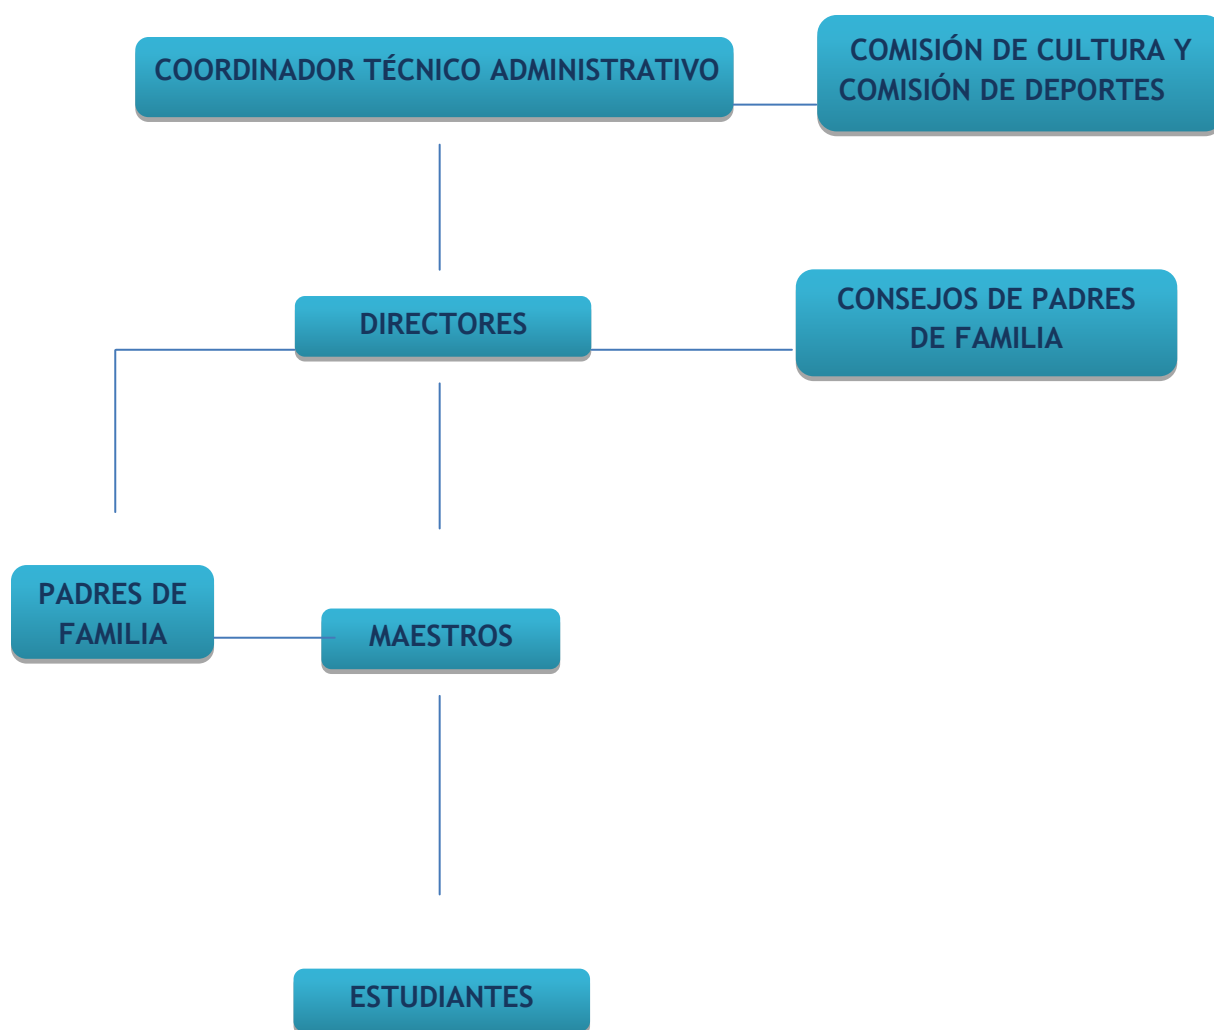 COORDINADOR TÉCNICO ADMINISTRATIVO
COMISIÓN DE CULTURA Y
COMISIÓN DE DEPORTES
DIRECTORES
CONSEJOS DE PADRES
DE FAMILIA
PADRES DE
FAMILIA
MAESTROS
ESTUDIANTES